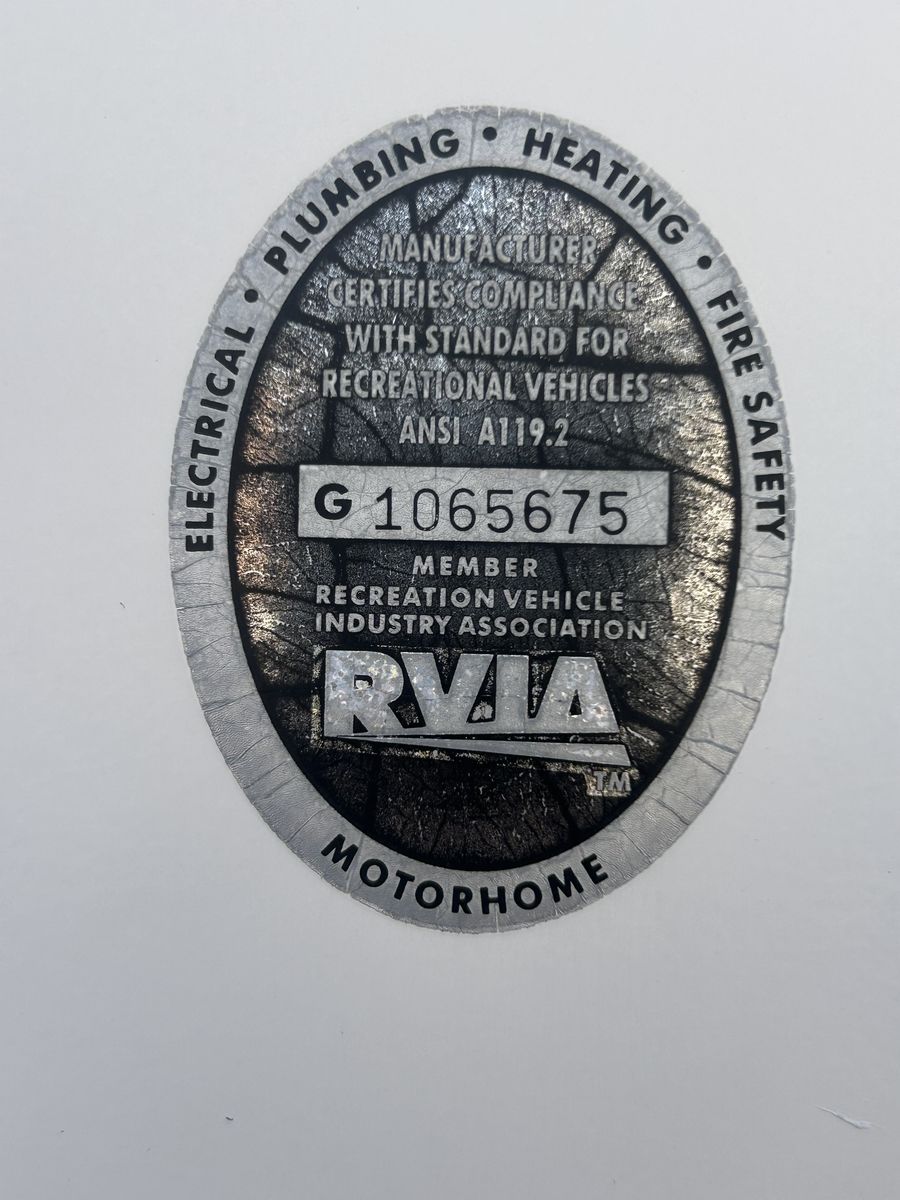 ELECTRICAL • PLUMBING • HEATING • FIRE SAFETY
MANUFACTURER
CERTIFIES COMPLIANCE
WITH STANDARD FOR
RECREATIONAL VEHICLES
ANSI A119.2
G 1065675
MEMBER
RECREATION VEHICLE
INDUSTRY ASSOCIATION
RVIA
TM
MOTORHOME